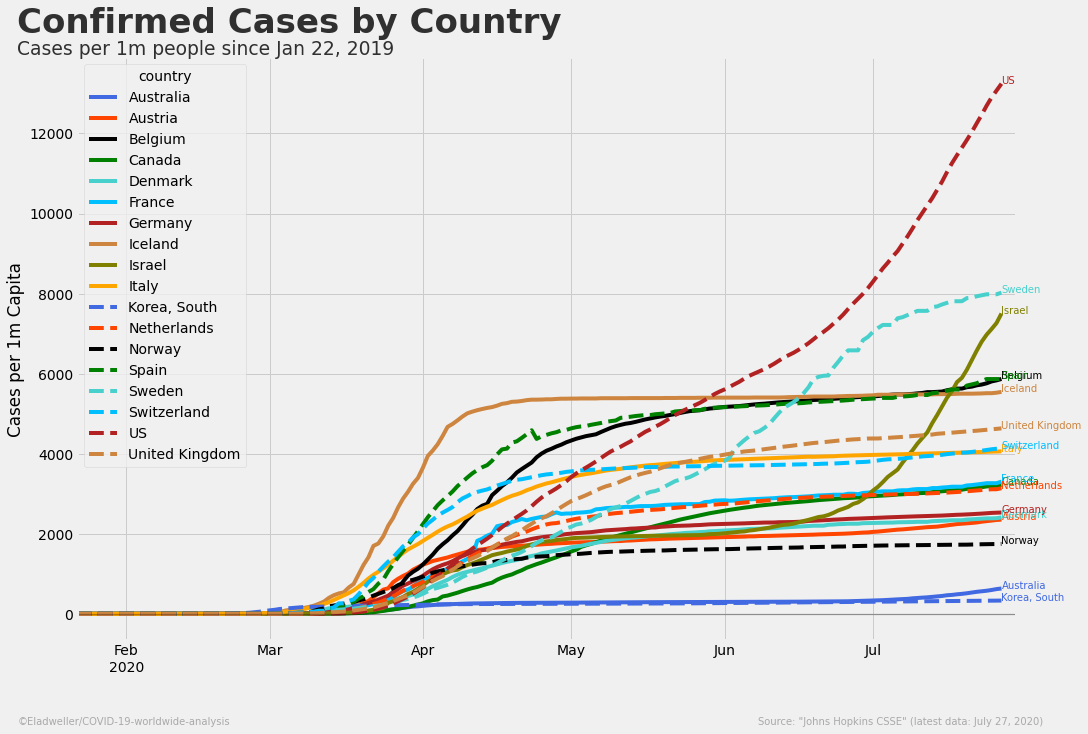 Confirmed Cases by Country
Cases per 1m people since Jan 22, 2019
country
Australia
Austria
Belgium
Canada
Denmark
France
Germany
Iceland
Israel
Italy
Korea, South
Netherlands
Norway
Spain
Sweden
Switzerland
US
United Kingdom
Cases per 1m Capita
12000
10000
8000
6000
4000
2000
0
US
Sweden
Israel
Belgium
Iceland
United Kingdom
Switzerland
Italy
France
Canada
Netherlands
Germany
Austria
Norway
Australia
Korea, South
Feb
2020
Mar
Apr
May
Jun
Jul
©Eladweller/COVID-19-worldwide-analysis
Source: "Johns Hopkins CSSE" (latest data: July 27, 2020)